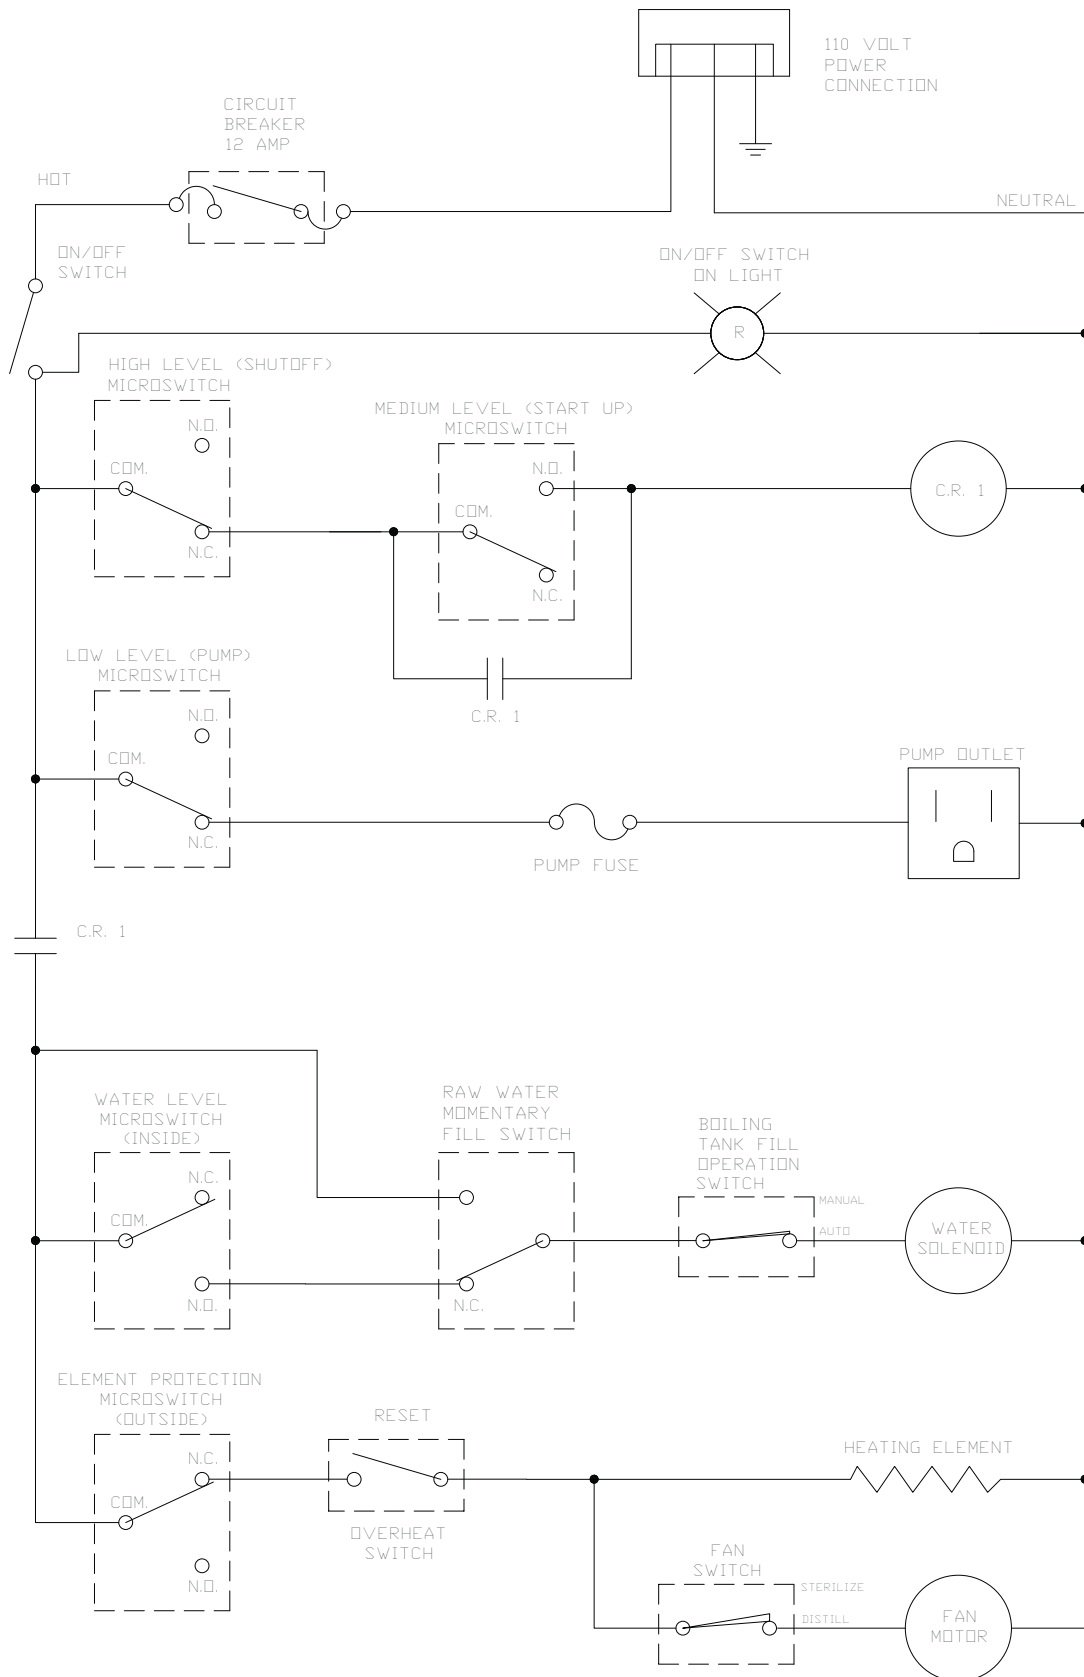 110 VOLT
POWER
CONNECTION
CIRCUIT
BREAKER
12 AMP
HOT
NEUTRAL
ON/OFF
SWITCH
ON/OFF SWITCH
ON LIGHT
R
HIGH LEVEL (SHUTOFF)
MICROSWITCH
N.O.
COM.
N.C.
MEDIUM LEVEL (START UP)
MICROSWITCH
N.O.
COM.
N.C.
C.R. 1
C.R. 1
LOW LEVEL (PUMP)
MICROSWITCH
N.O.
COM.
N.C.
PUMP FUSE
PUMP OUTLET
C.R. 1
WATER LEVEL
MICROSWITCH
(INSIDE)
N.C.
COM.
N.O.
RAW WATER
MOMENTARY
FILL SWITCH
N.C.
BOILING
TANK FILL
OPERATION
SWITCH
MANUAL
AUTO
WATER
SOLENOID
ELEMENT PROTECTION
MICROSWITCH
(OUTSIDE)
N.C.
COM.
N.O.
RESET
OVERHEAT
SWITCH
HEATING ELEMENT
FAN
SWITCH
STERILIZE
DISTILL
FAN
MOTOR